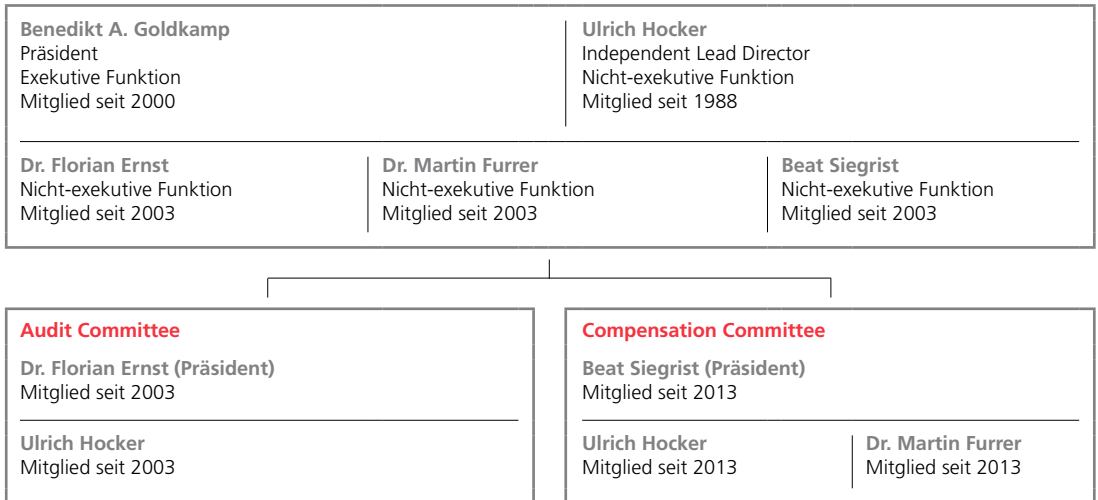 Benedikt A. Goldkamp
Präsident
Exekutive Funktion
Mitglied seit 2000
Ulrich Hocker
Independent Lead Director
Nicht-exekutive Funktion
Mitglied seit 1988
Dr. Florian Ernst
Nicht-exekutive Funktion
Mitglied seit 2003
Dr. Martin Furrer
Nicht-exekutive Funktion
Mitglied seit 2003
Beat Siegrist
Nicht-exekutive Funktion
Mitglied seit 2003
Audit Committee
Dr. Florian Ernst (Präsident)
Mitglied seit 2003
Ulrich Hocker
Mitglied seit 2003
Compensation Committee
Beat Siegrist (Präsident)
Mitglied seit 2013
Ulrich Hocker
Mitglied seit 2013
Dr. Martin Furrer
Mitglied seit 2013